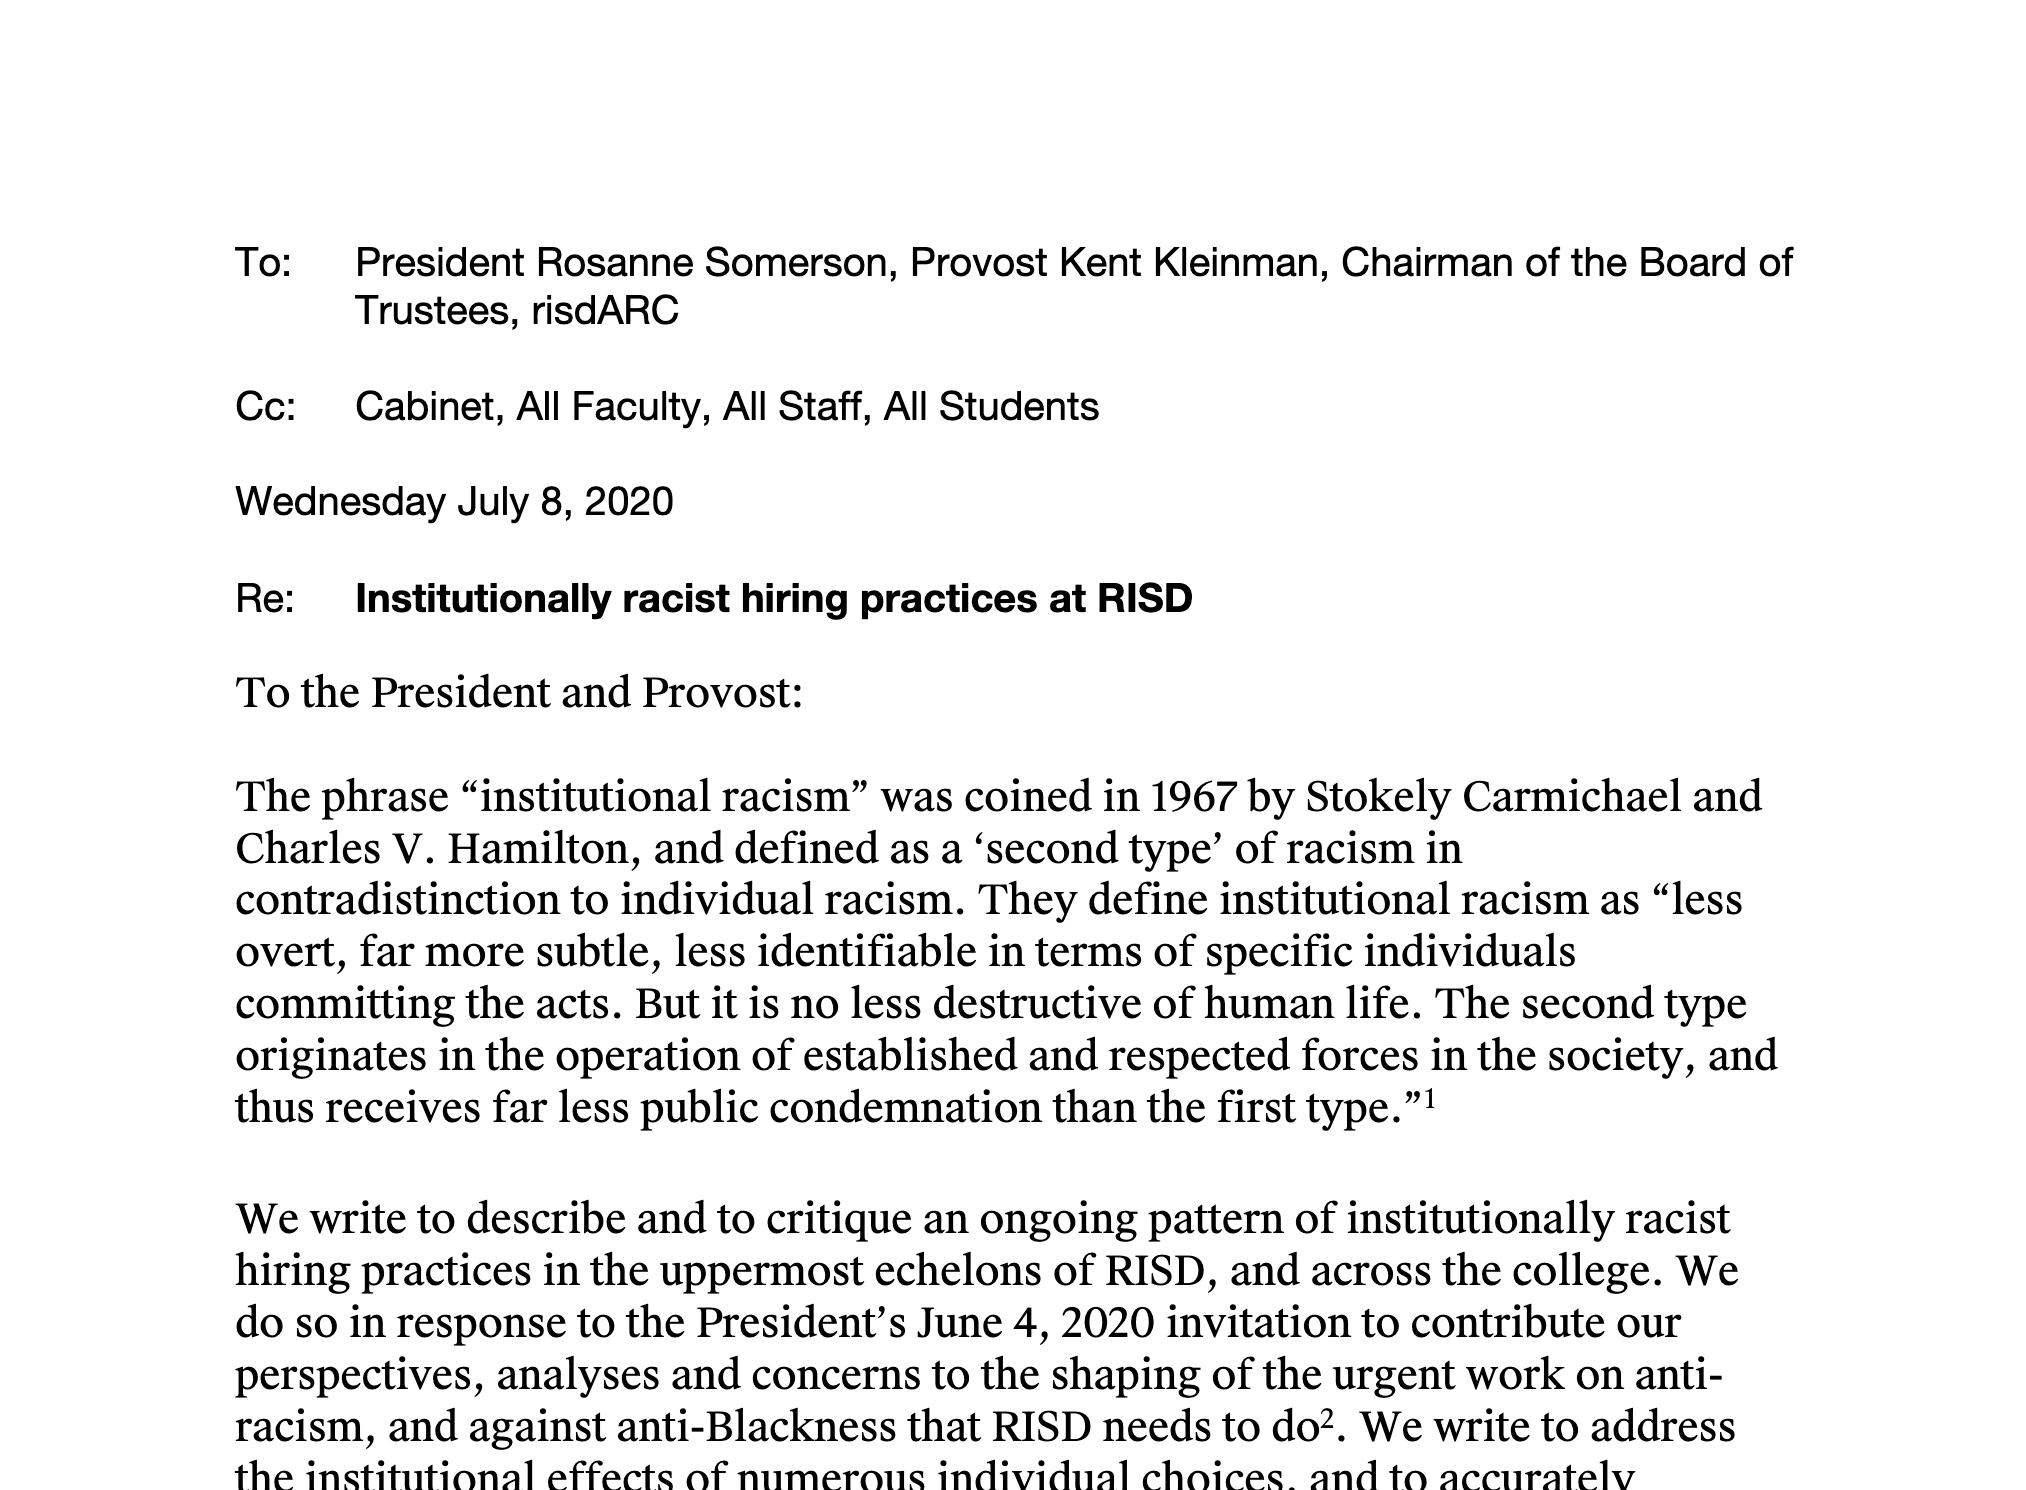 To: President Rosanne Somerson, Provost Kent Kleinman, Chairman of the Board of
Trustees, risdARC
Cc: Cabinet, All Faculty, All Staff, All Students
Wednesday July 8, 2020
Re: Institutionally racist hiring practices at RISD
To the President and Provost:
The phrase “institutional racism” was coined in 1967 by Stokely Carmichael and
Charles V. Hamilton, and defined as a ‘second type’ of racism in
contradistinction to individual racism. They define institutional racism as “less
overt, far more subtle, less identifiable in terms of specific individuals
committing the acts. But it is no less destructive of human life. The second type
originates in the operation of established and respected forces in the society, and
thus receives far less public condemnation than the first type.”¹
We write to describe and to critique an ongoing pattern of institutionally racist
hiring practices in the uppermost echelons of RISD, and across the college. We
do so in response to the President’s June 4, 2020 invitation to contribute our
perspectives, analyses and concerns to the shaping of the urgent work on anti-
racism, and against anti-Blackness that RISD needs to do². We write to address
the institutional effects of numerous individual choices, and to accurately